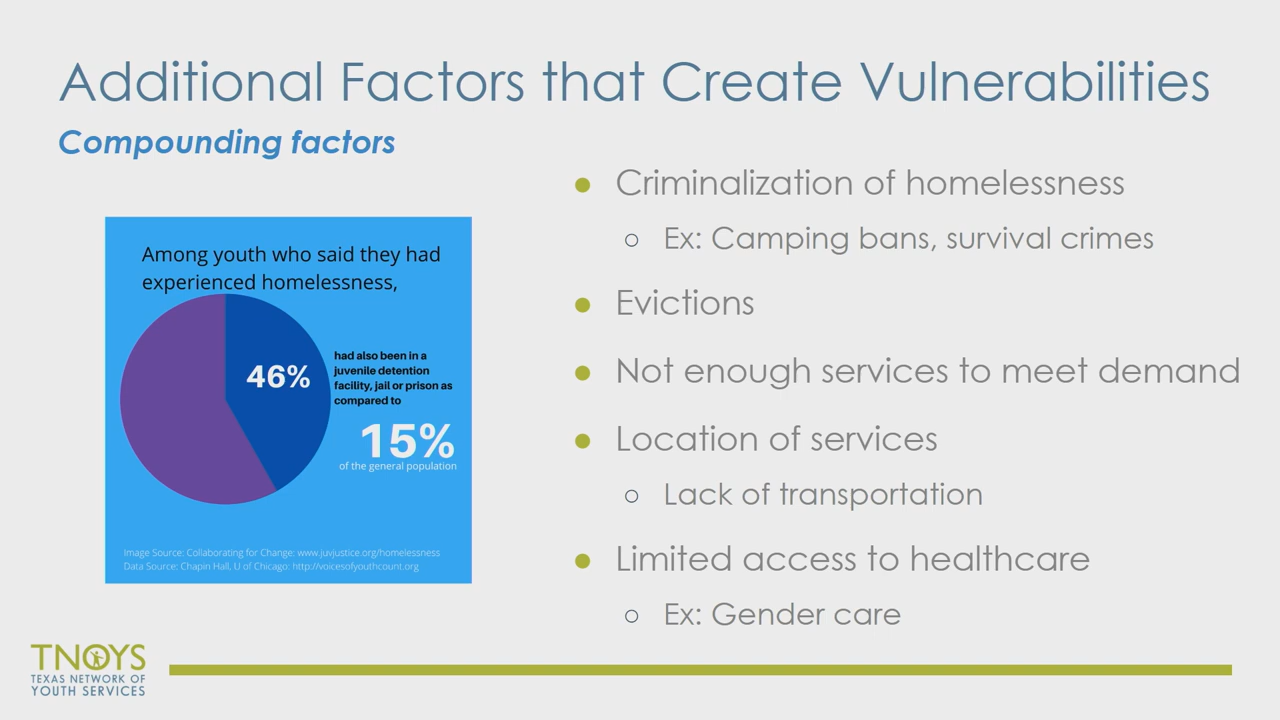 Additional Factors that Create Vulnerabilities
Compounding factors
Among youth who said they had
experienced homelessness,
46%
had also been in a
juvenile detention
facility, jail or prison as
compared to
15%
of the general population
Image Source: Collaborating for Change: www.juvjustice.org/homelessness
Data Source: Chapin Hall, U of Chicago: http://voicesofyouthcount.org
● Criminalization of homelessness
○ Ex: Camping bans, survival crimes
● Evictions
● Not enough services to meet demand
● Location of services
○ Lack of transportation
● Limited access to healthcare
○ Ex: Gender care
TNOYS
TEXAS NETWORK OF
YOUTH SERVICES